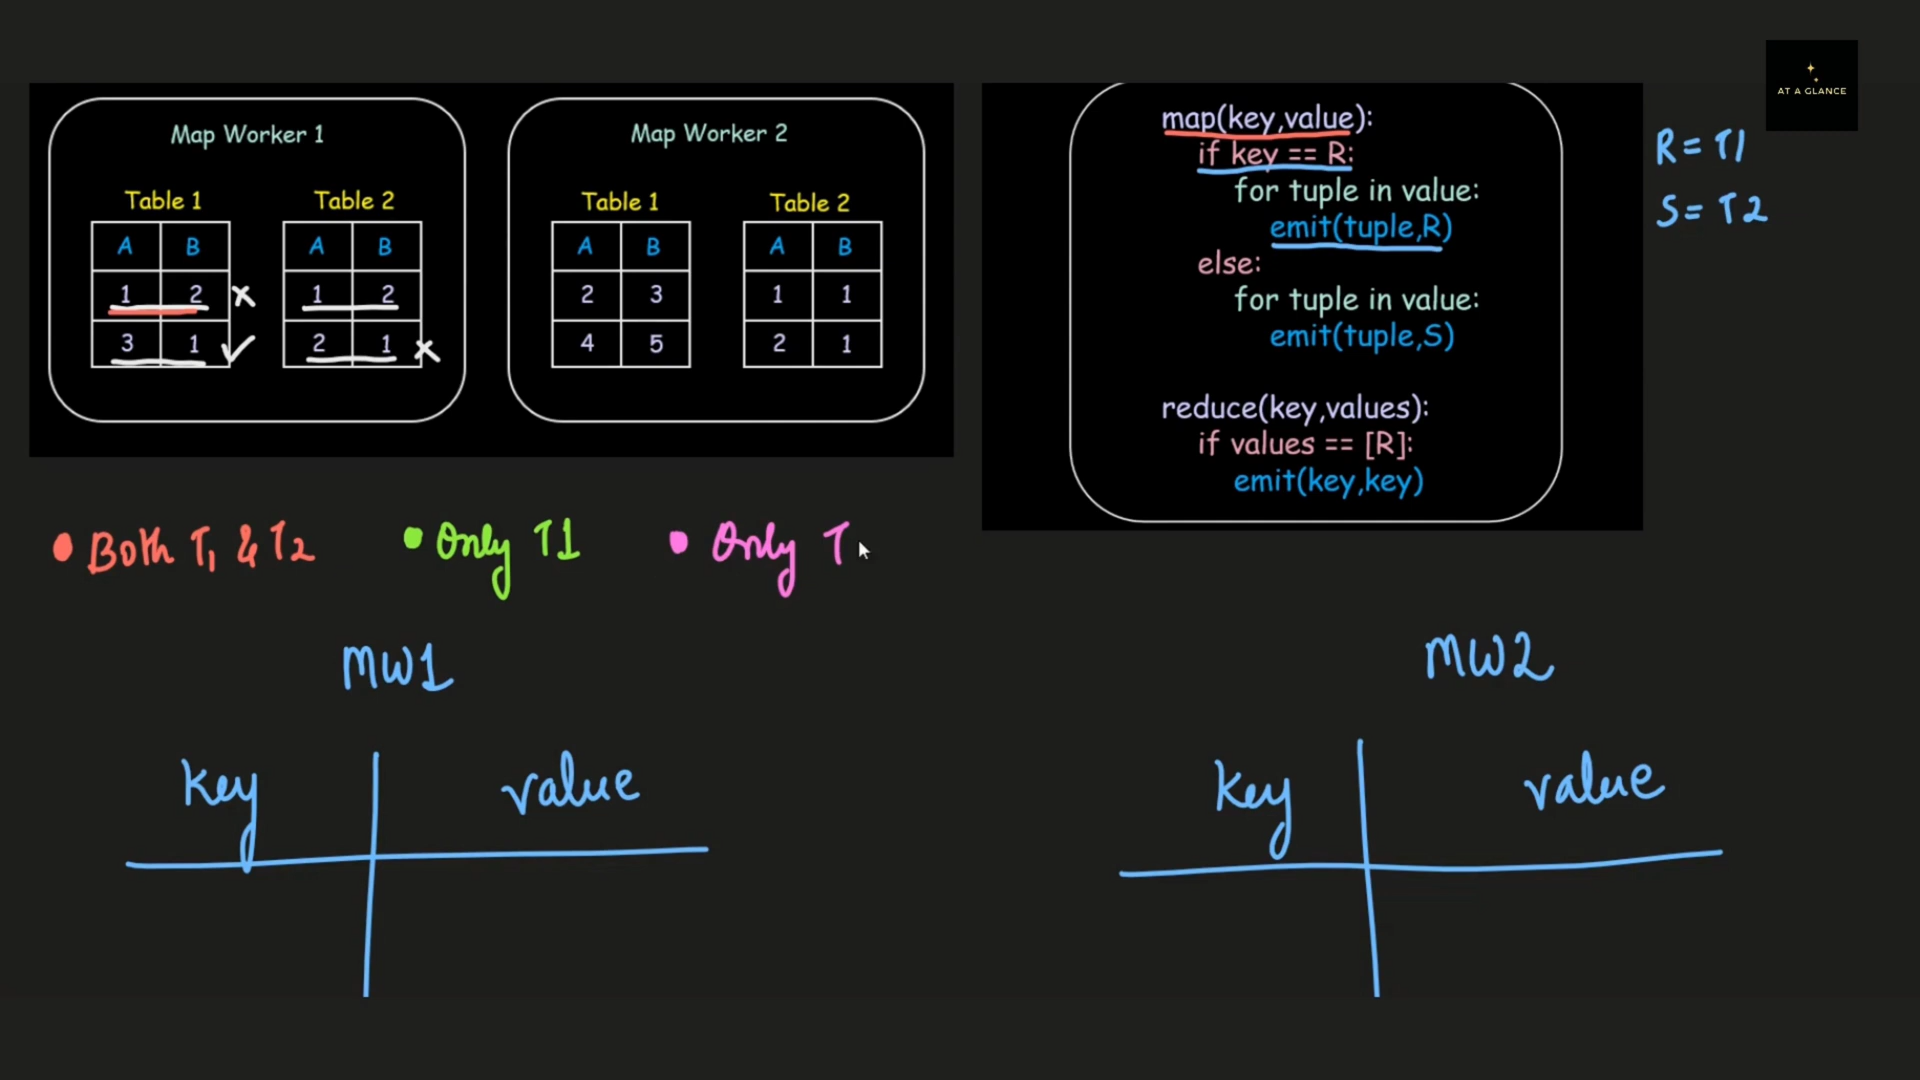 AT A GLANCE
Map Worker 1
Table 1
A B
1 2 ×
3 1 ✓
Table 2
A B
1 2
2 1 ×
Map Worker 2
Table 1
A B
2 3
4 5
Table 2
A B
1 1
2 1
map(key,value):
if key == R:
for tuple in value:
emit(tuple,R)
else:
for tuple in value:
emit(tuple,S)
reduce(key,values):
if values == [R]:
emit(key,key)
R = T1
S = T2
• Both T1 & T2
• Only T1
• Only T
MW1
key value
MW2
key value